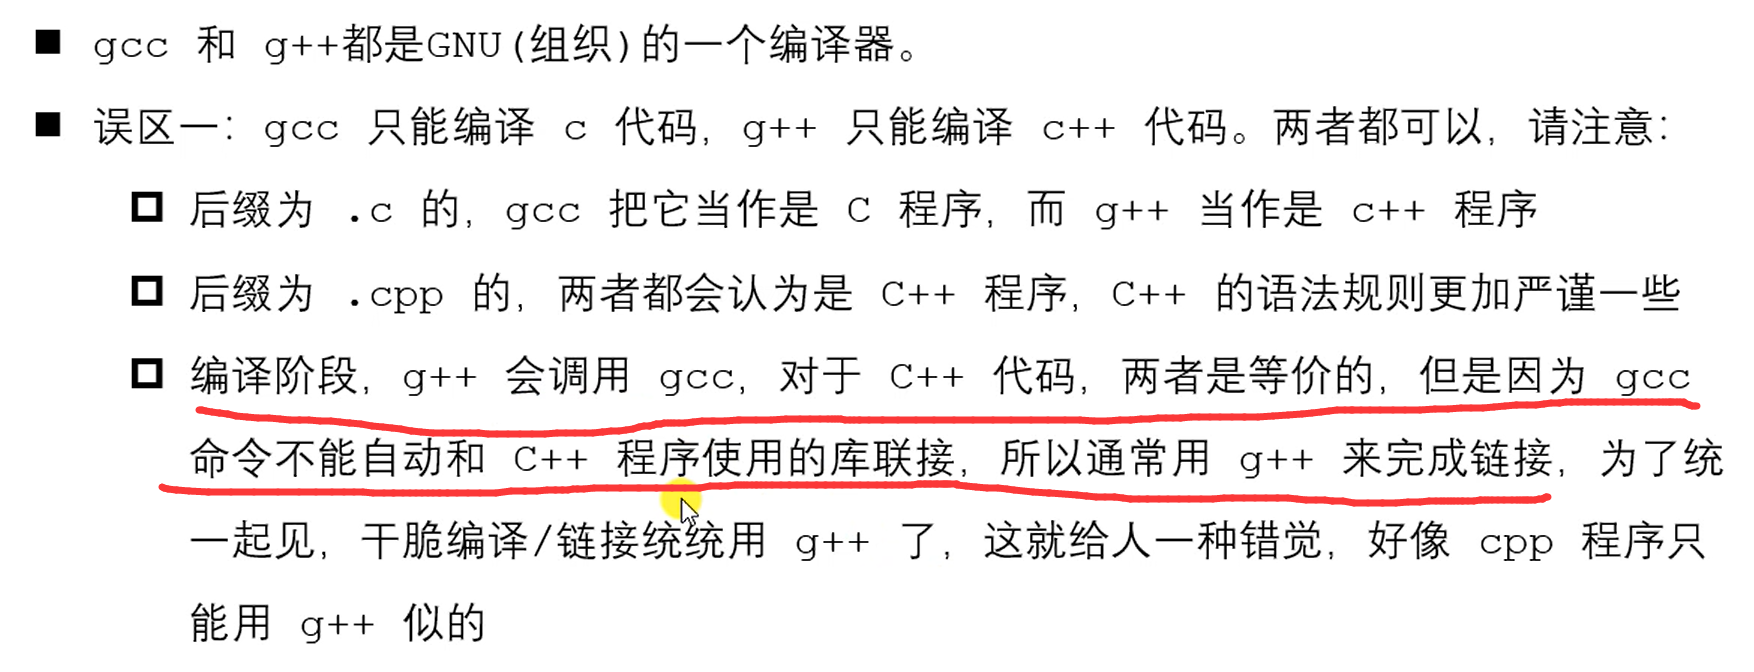 gcc 和 g++都是GNU(组织)的一个编译器。
误区一：gcc 只能编译 c 代码，g++ 只能编译 c++ 代码。两者都可以，请注意：
后缀为 .c 的，gcc 把它当作是 C 程序，而 g++ 当作是 c++ 程序
后缀为 .cpp 的，两者都会认为是 C++ 程序，C++ 的语法规则更加严谨一些
编译阶段，g++ 会调用 gcc，对于 C++ 代码，两者是等价的，但是因为 gcc
命令不能自动和 C++ 程序使用的库联接，所以通常用 g++ 来完成链接，为了统
一起见，干脆编译/链接统统用 g++ 了，这就给人一种错觉，好像 cpp 程序只
能用 g++ 似的